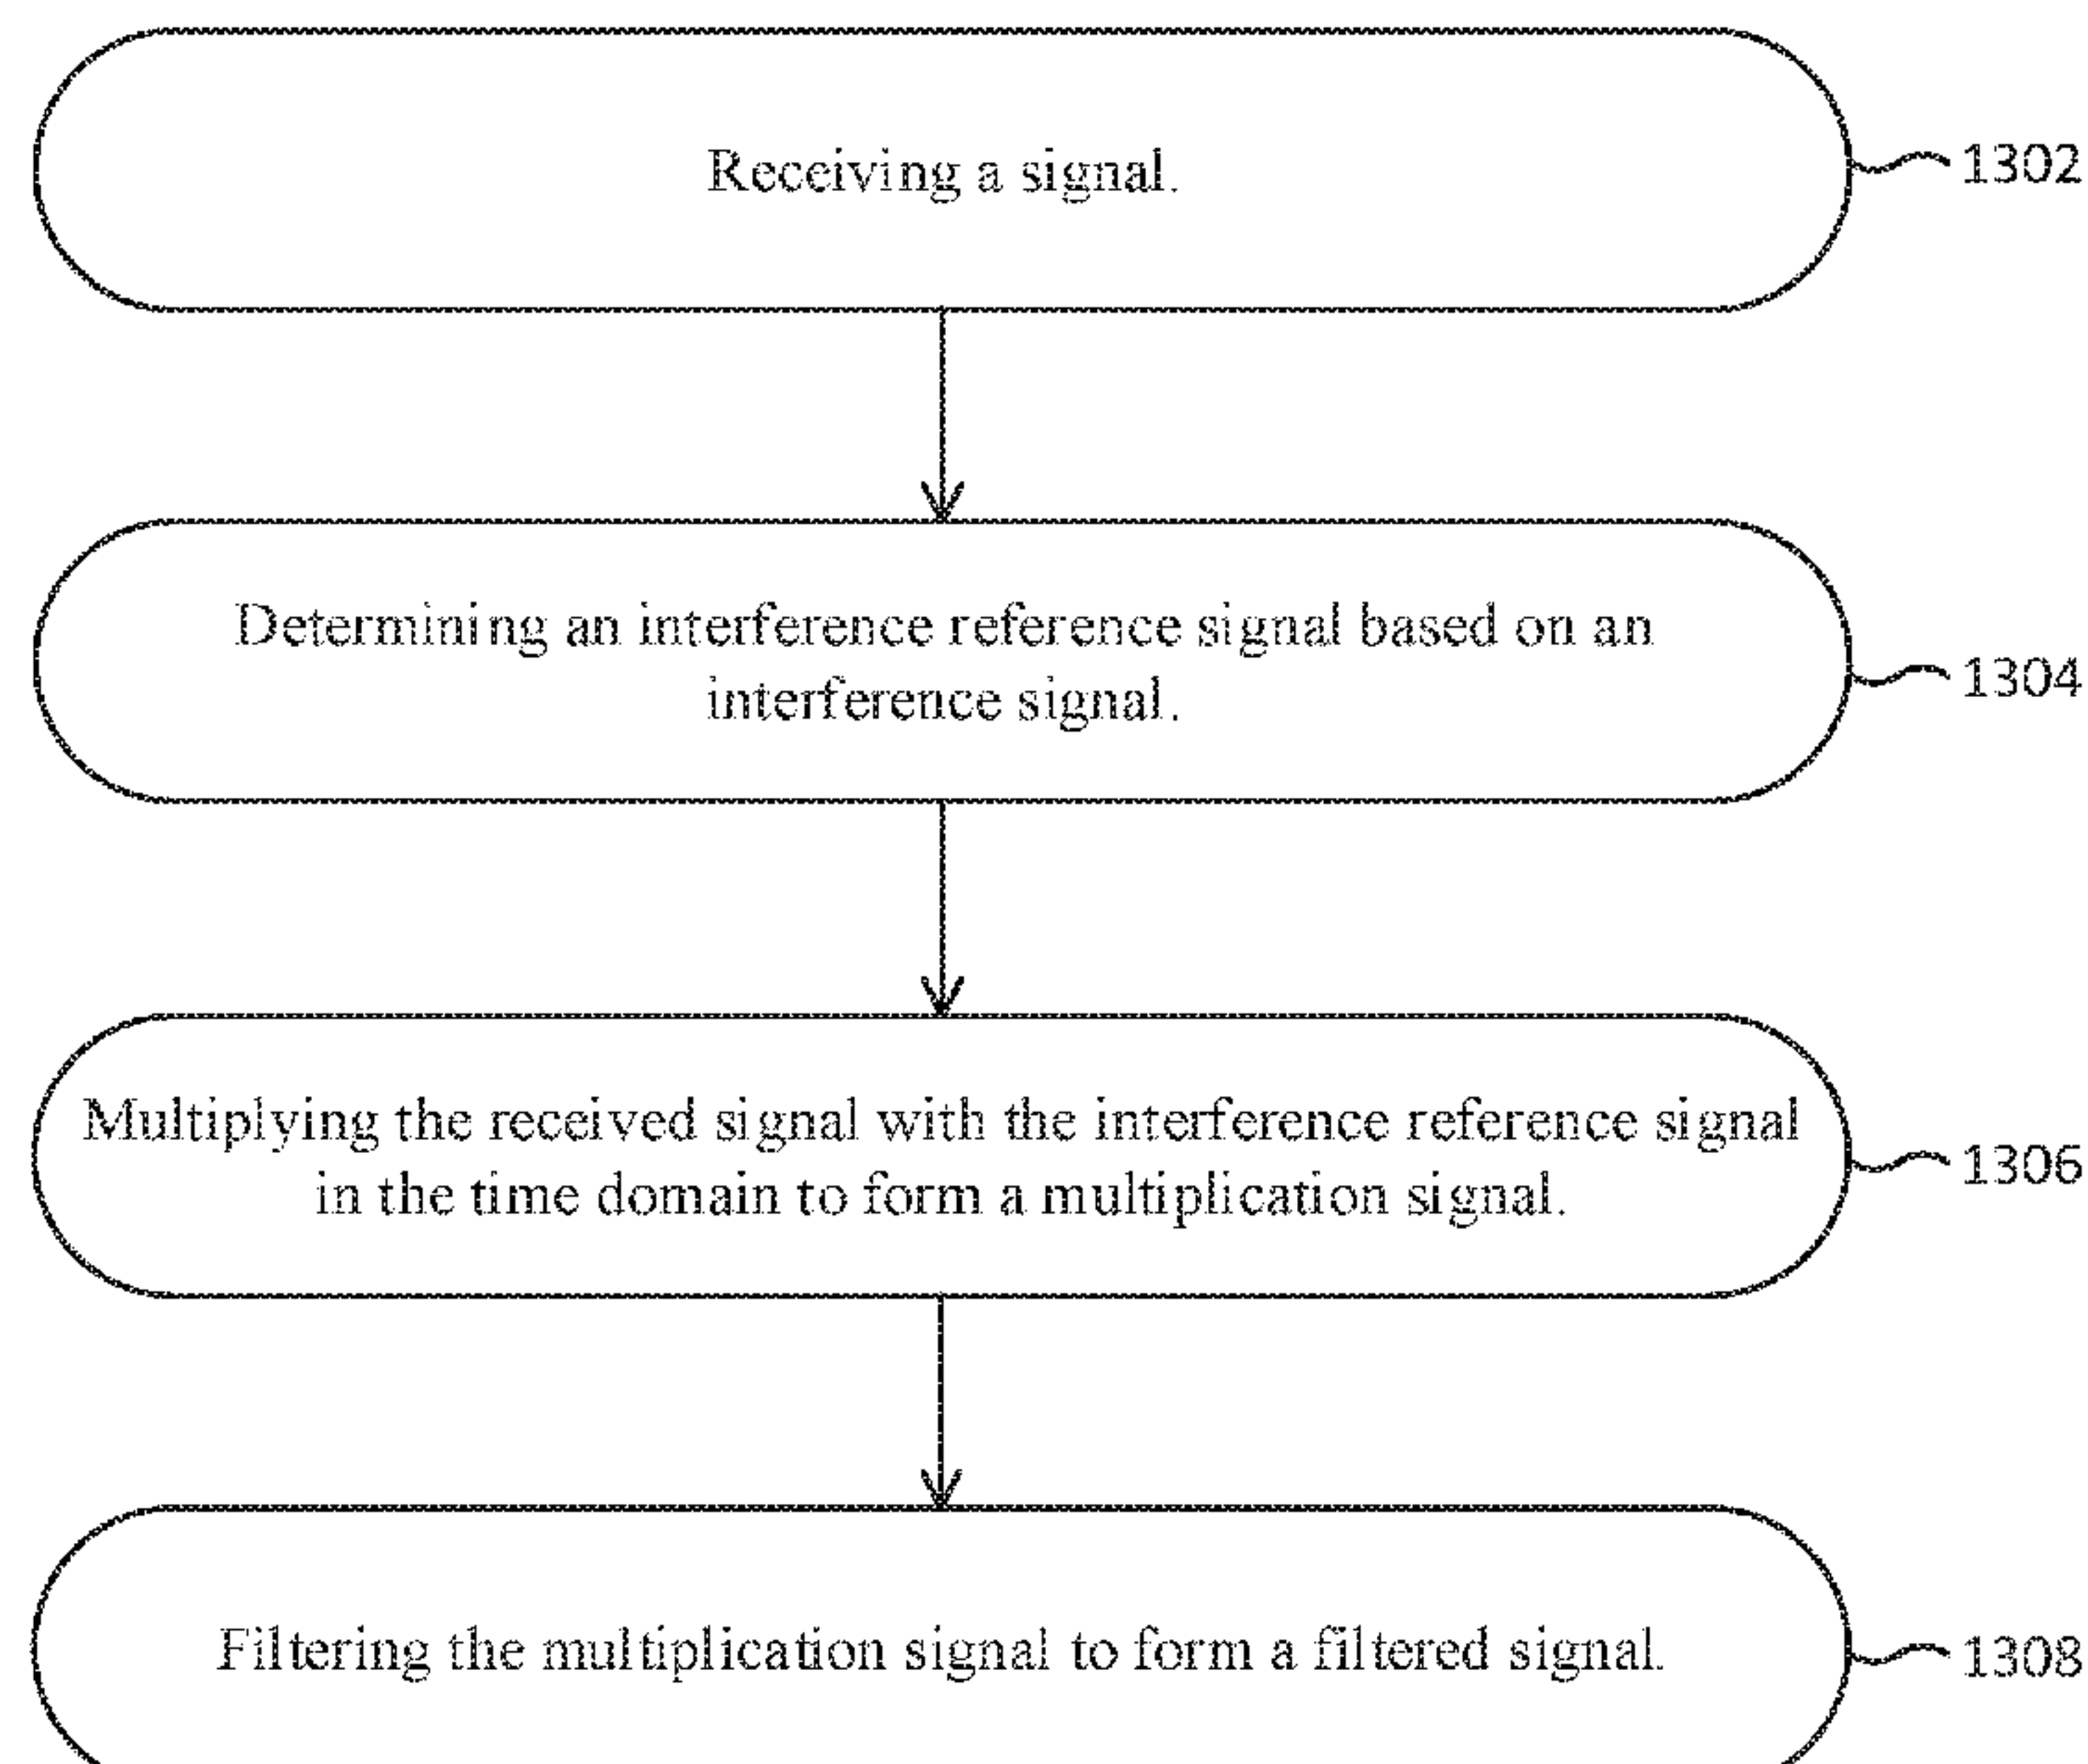 Receiving a signal.
1302
Determining an interference reference signal based on an
interference signal.
1304
Multiplying the received signal with the interference reference signal
in the time domain to form a multiplication signal.
1306
Filtering the multiplication signal to form a filtered signal.
1308